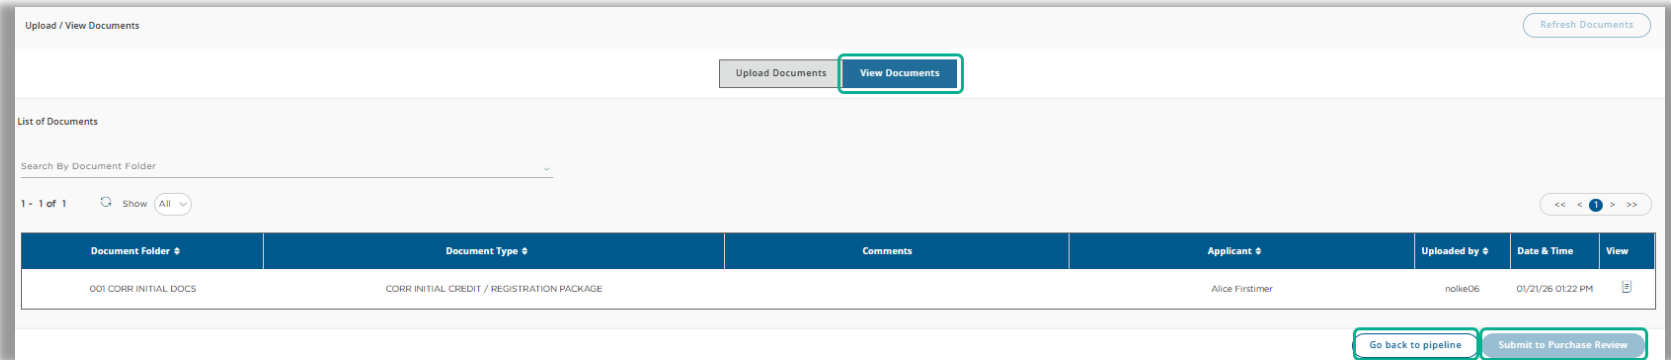 Upload / View Documents
Refresh Documents
Upload Documents View Documents
List of Documents
Search By Document Folder
1 - 1 of 1 Show All << < 1 > >>
Document Folder Document Type Comments Applicant Uploaded by Date & Time View
001 CORR INITIAL DOCS CORR INITIAL CREDIT / REGISTRATION PACKAGE Alice Firstimer nolke06 01/21/26 01:22 PM
Go back to pipeline Submit to Purchase Review